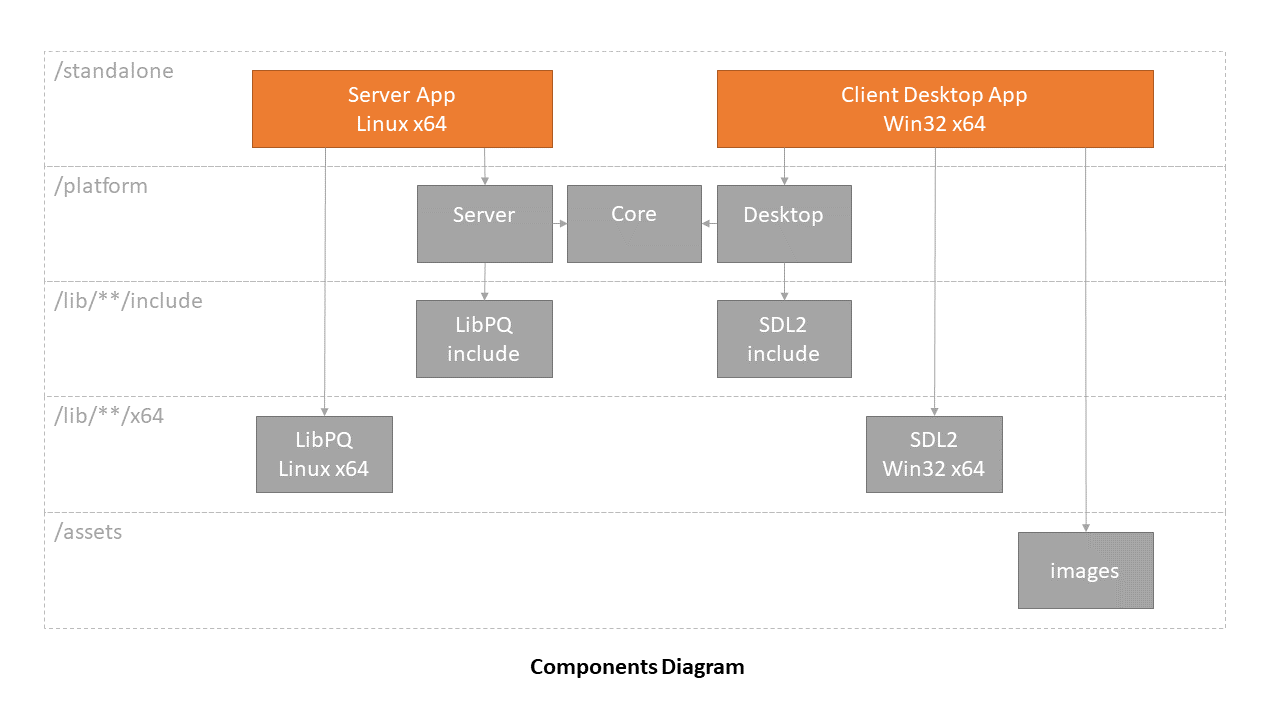 /standalone
Server App
Linux x64
Client Desktop App
Win32 x64
/platform
Server
Core
Desktop
/lib/**/include
LibPQ
include
SDL2
include
/lib/**/x64
LibPQ
Linux x64
SDL2
Win32 x64
/assets
images
Components Diagram